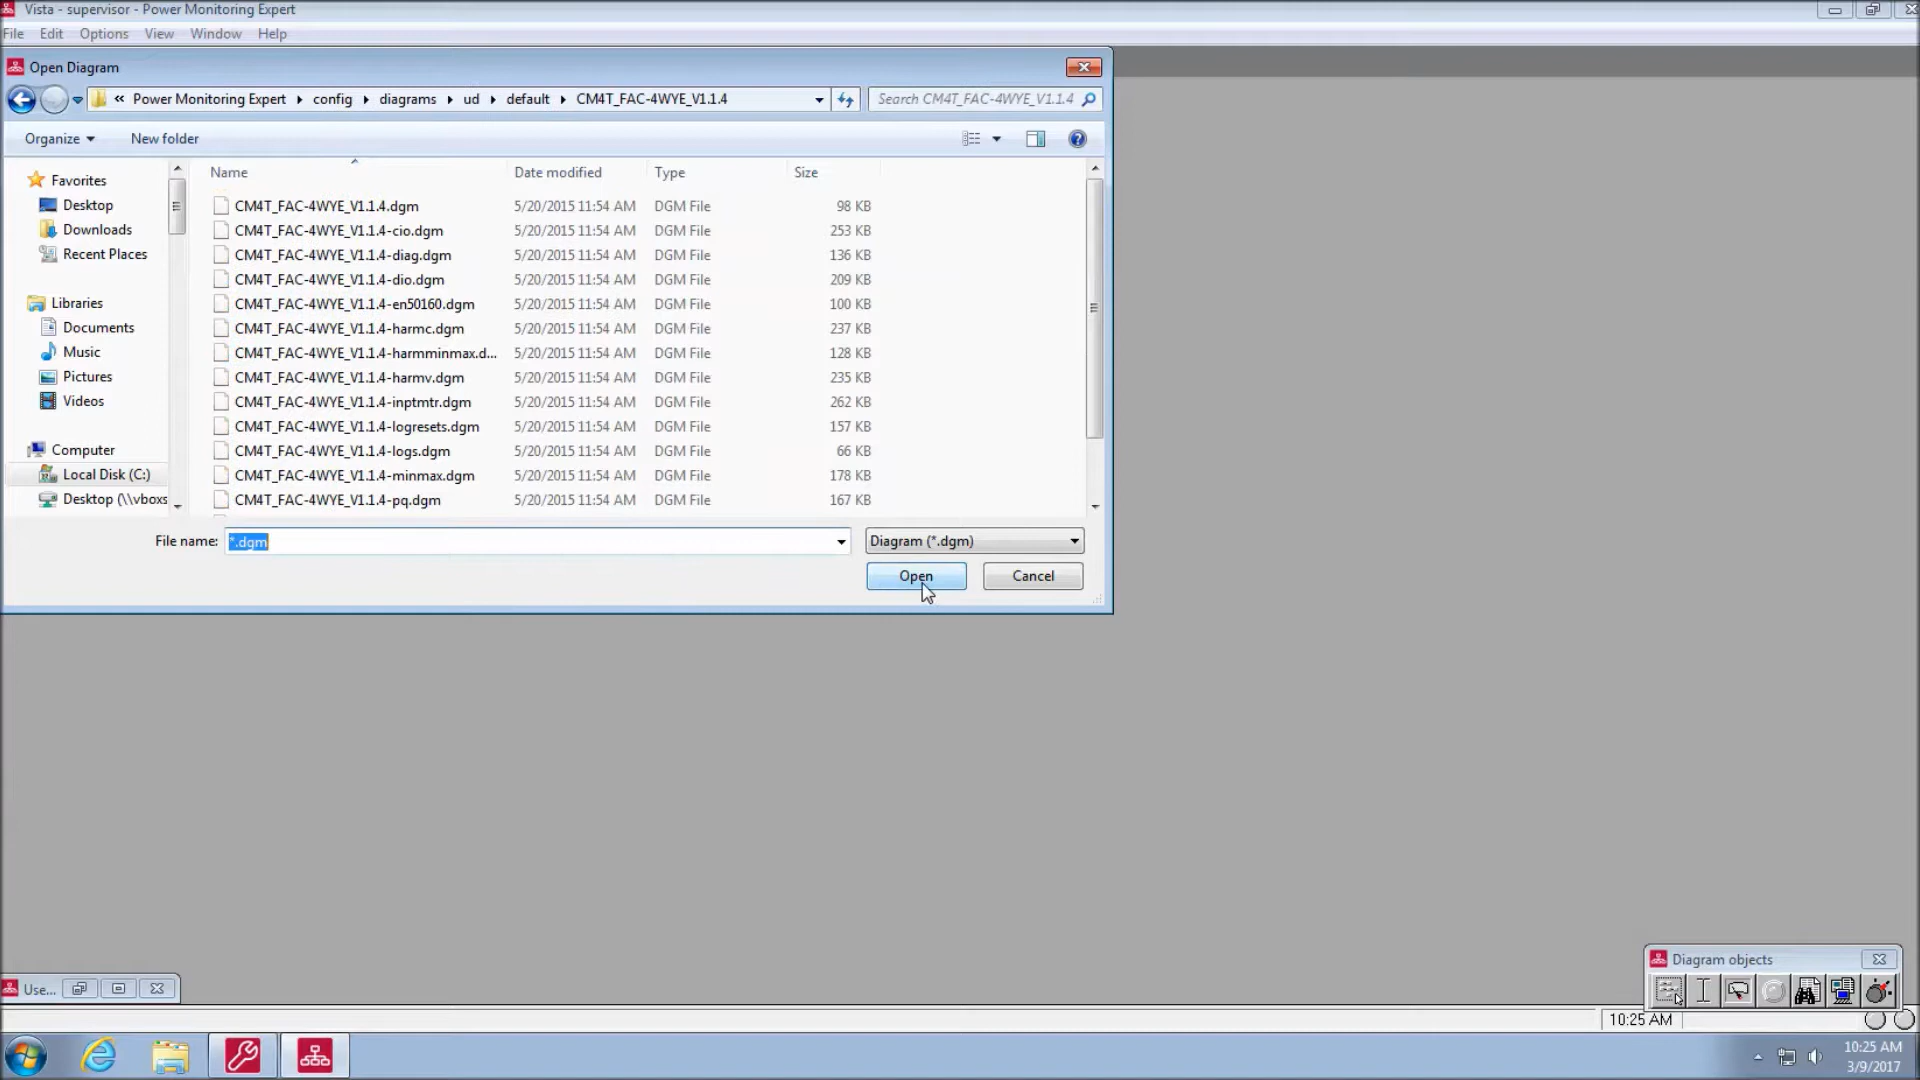 Vista - supervisor - Power Monitoring Expert
File Edit Options View Window Help
Open Diagram
« Power Monitoring Expert config diagrams ud default CM4T_FAC-4WYE_V1.1.4
Search CM4T_FAC-4WYE_V1.1.4
Organize New folder
Favorites
Desktop
Downloads
Recent Places
Libraries
Documents
Music
Pictures
Videos
Computer
Local Disk (C:)
Desktop (\\vboxs
Name Date modified Type Size
CM4T_FAC-4WYE_V1.1.4.dgm 5/20/2015 11:54 AM DGM File 98 KB
CM4T_FAC-4WYE_V1.1.4-cio.dgm 5/20/2015 11:54 AM DGM File 253 KB
CM4T_FAC-4WYE_V1.1.4-diag.dgm 5/20/2015 11:54 AM DGM File 136 KB
CM4T_FAC-4WYE_V1.1.4-dio.dgm 5/20/2015 11:54 AM DGM File 209 KB
CM4T_FAC-4WYE_V1.1.4-en50160.dgm 5/20/2015 11:54 AM DGM File 100 KB
CM4T_FAC-4WYE_V1.1.4-harmc.dgm 5/20/2015 11:54 AM DGM File 237 KB
CM4T_FAC-4WYE_V1.1.4-harmminmax.d... 5/20/2015 11:54 AM DGM File 128 KB
CM4T_FAC-4WYE_V1.1.4-harmv.dgm 5/20/2015 11:54 AM DGM File 235 KB
CM4T_FAC-4WYE_V1.1.4-inptmtr.dgm 5/20/2015 11:54 AM DGM File 262 KB
CM4T_FAC-4WYE_V1.1.4-logresets.dgm 5/20/2015 11:54 AM DGM File 157 KB
CM4T_FAC-4WYE_V1.1.4-logs.dgm 5/20/2015 11:54 AM DGM File 66 KB
CM4T_FAC-4WYE_V1.1.4-minmax.dgm 5/20/2015 11:54 AM DGM File 178 KB
CM4T_FAC-4WYE_V1.1.4-pq.dgm 5/20/2015 11:54 AM DGM File 167 KB
File name: *.dgm Diagram (*.dgm)
Open Cancel
Use...
Diagram objects
10:25 AM
10:25 AM
3/9/2017